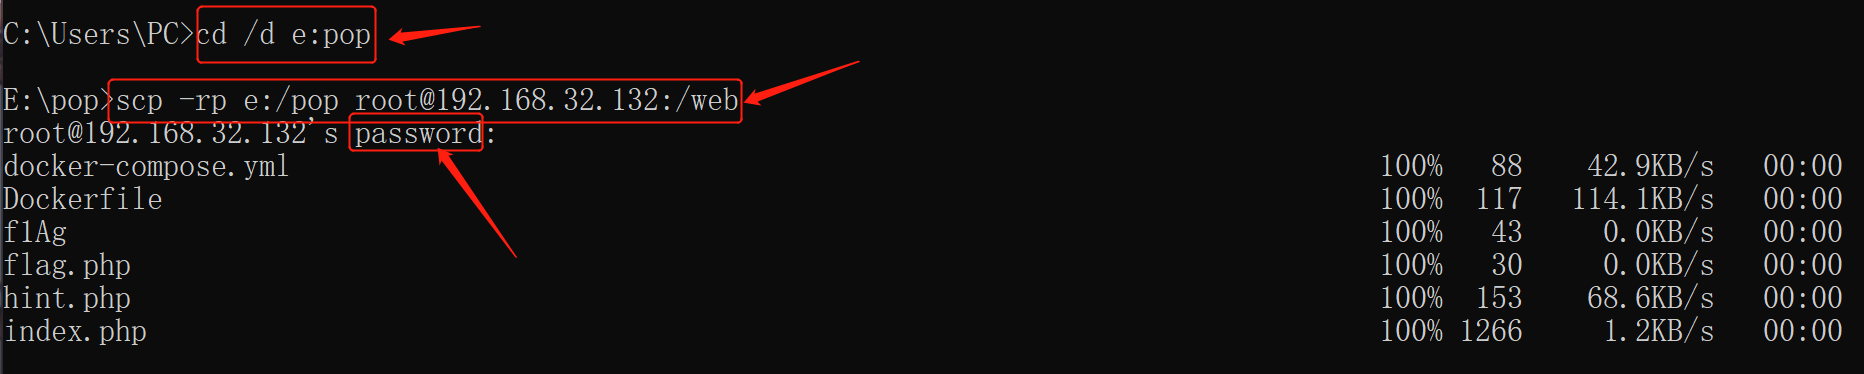 C:\Users\PC>cd /d e:pop
E:\pop>scp -rp e:/pop root@192.168.32.132:/web
root@192.168.32.132's password:
docker-compose.yml 100% 88 42.9KB/s 00:00
Dockerfile 100% 117 114.1KB/s 00:00
f1Ag 100% 43 0.0KB/s 00:00
flag.php 100% 30 0.0KB/s 00:00
hint.php 100% 153 68.6KB/s 00:00
index.php 100% 1266 1.2KB/s 00:00